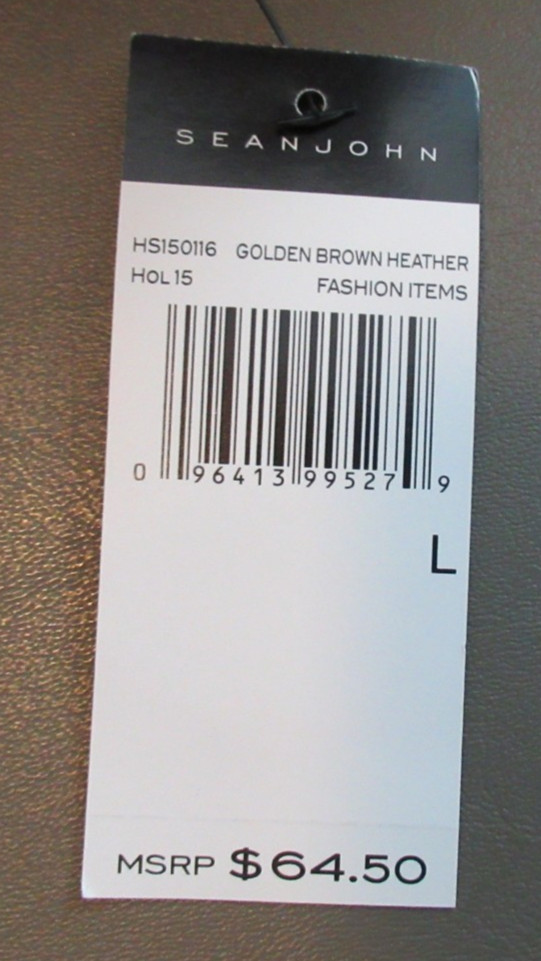 SEANJOHN
HS150116 GOLDEN BROWN HEATHER
HOL 15 FASHION ITEMS
0 96413 99527 9
L
MSRP $64.50